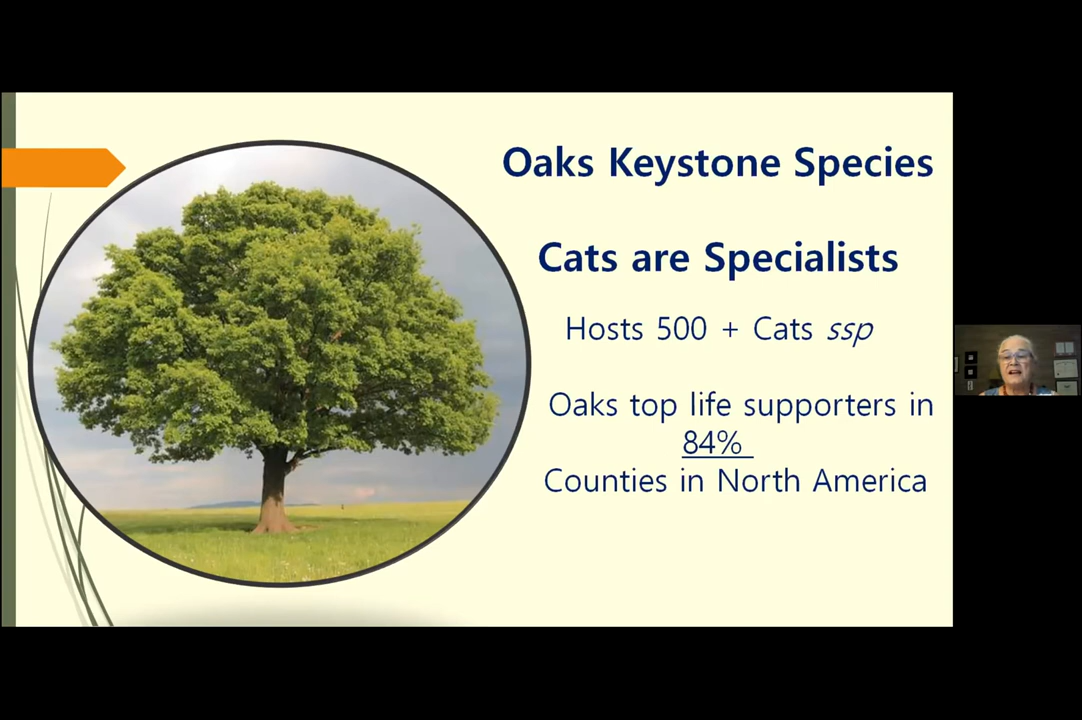 Oaks Keystone Species
Cats are Specialists
Hosts 500 + Cats ssp
Oaks top life supporters in
84%
Counties in North America